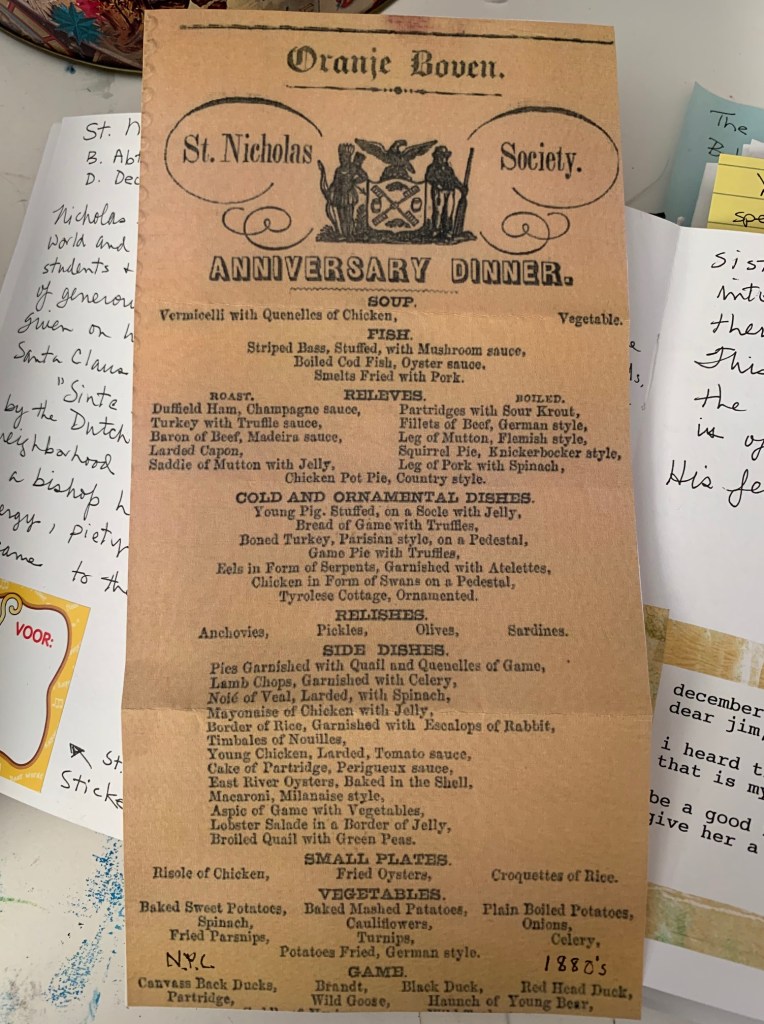 Oranje Boven.
St. Nicholas Society.
ANNIVERSARY DINNER.
SOUP.
Vermicelli with Quenelles of Chicken, Vegetable.
FISH.
Striped Bass, Stuffed, with Mushroom sauce,
Boiled Cod Fish, Oyster sauce.
Smelts Fried with Pork.
ROAST. RELEVES. BOILED.
Duffield Ham, Champagne sauce, Partridges with Sour Krout,
Turkey with Truffle sauce, Fillets of Beef, German style,
Baron of Beef, Madeira sauce, Leg of Mutton, Flemish style,
Larded Capon, Squirrel Pie, Knickerbocker style,
Saddle of Mutton with Jelly, Leg of Pork with Spinach,
Chicken Pot Pie, Country style.
COLD AND ORNAMENTAL DISHES.
Young Pig. Stuffed, on a Socle with Jelly,
Bread of Game with Truffles,
Boned Turkey, Parisian style, on a Pedestal,
Game Pie with Truffles,
Eels in Form of Serpents, Garnished with Atelettes,
Chicken in Form of Swans on a Pedestal,
Tyrolese Cottage, Ornamented.
RELISHES.
Anchovies, Pickles, Olives, Sardines.
SIDE DISHES.
Pies Garnished with Quail and Quenelles of Game,
Lamb Chops, Garnished with Celery,
Noié of Veal, Larded, with Spinach,
Mayonaise of Chicken with Jelly,
Border of Rice, Garnished with Escalops of Rabbit,
Timbales of Nouilles,
Young Chicken, Larded, Tomato sauce,
Cake of Partridge, Perigueux sauce,
East River Oysters, Baked in the Shell,
Macaroni, Milanaise style,
Aspic of Game with Vegetables,
Lobster Salade in a Border of Jelly,
Broiled Quail with Green Peas.
SMALL PLATES.
Risole of Chicken, Fried Oysters, Croquettes of Rice.
VEGETABLES.
Baked Sweet Potatoes, Baked Mashed Patatoes, Plain Boiled Potatoes,
Spinach, Cauliflowers, Onions,
Fried Parsnips, Turnips, Celery,
Potatoes Fried, German style.
N.Y.C 1880's
GAME.
Canvass Back Ducks, Brandt, Black Duck, Red Head Duck,
Partridge, Wild Goose, Haunch of Young Bear,
St. N
B. Abt
D. Dec
Nicholas
world and
students +
of generou
given on h
Santa Claus
"Sinte
by the Dutch
neighborhood
a bishop h
ergy, piety
came to the
VOOR:
St.
Sticke
The
B
Y
spe
Sist
inte
ther
This
the
is of
His fe
december
dear jim,
i heard t
that is my
be a good
give her a